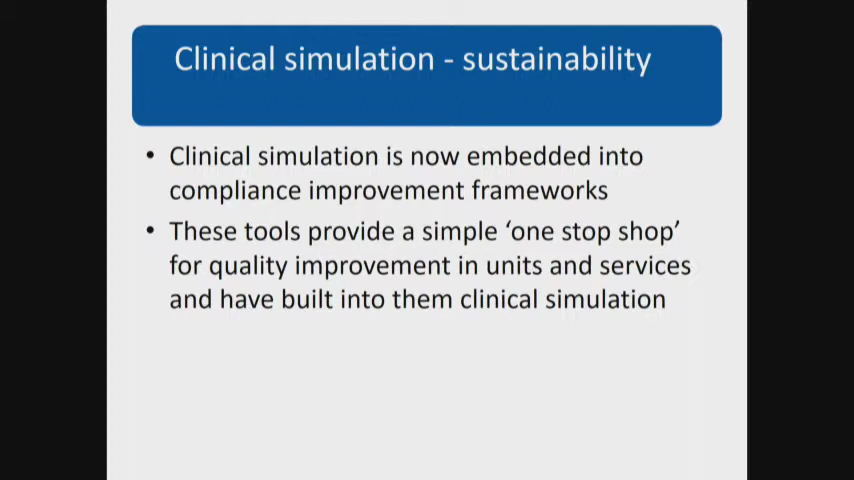 Clinical simulation - sustainability
• Clinical simulation is now embedded into
compliance improvement frameworks
• These tools provide a simple ‘one stop shop’
for quality improvement in units and services
and have built into them clinical simulation